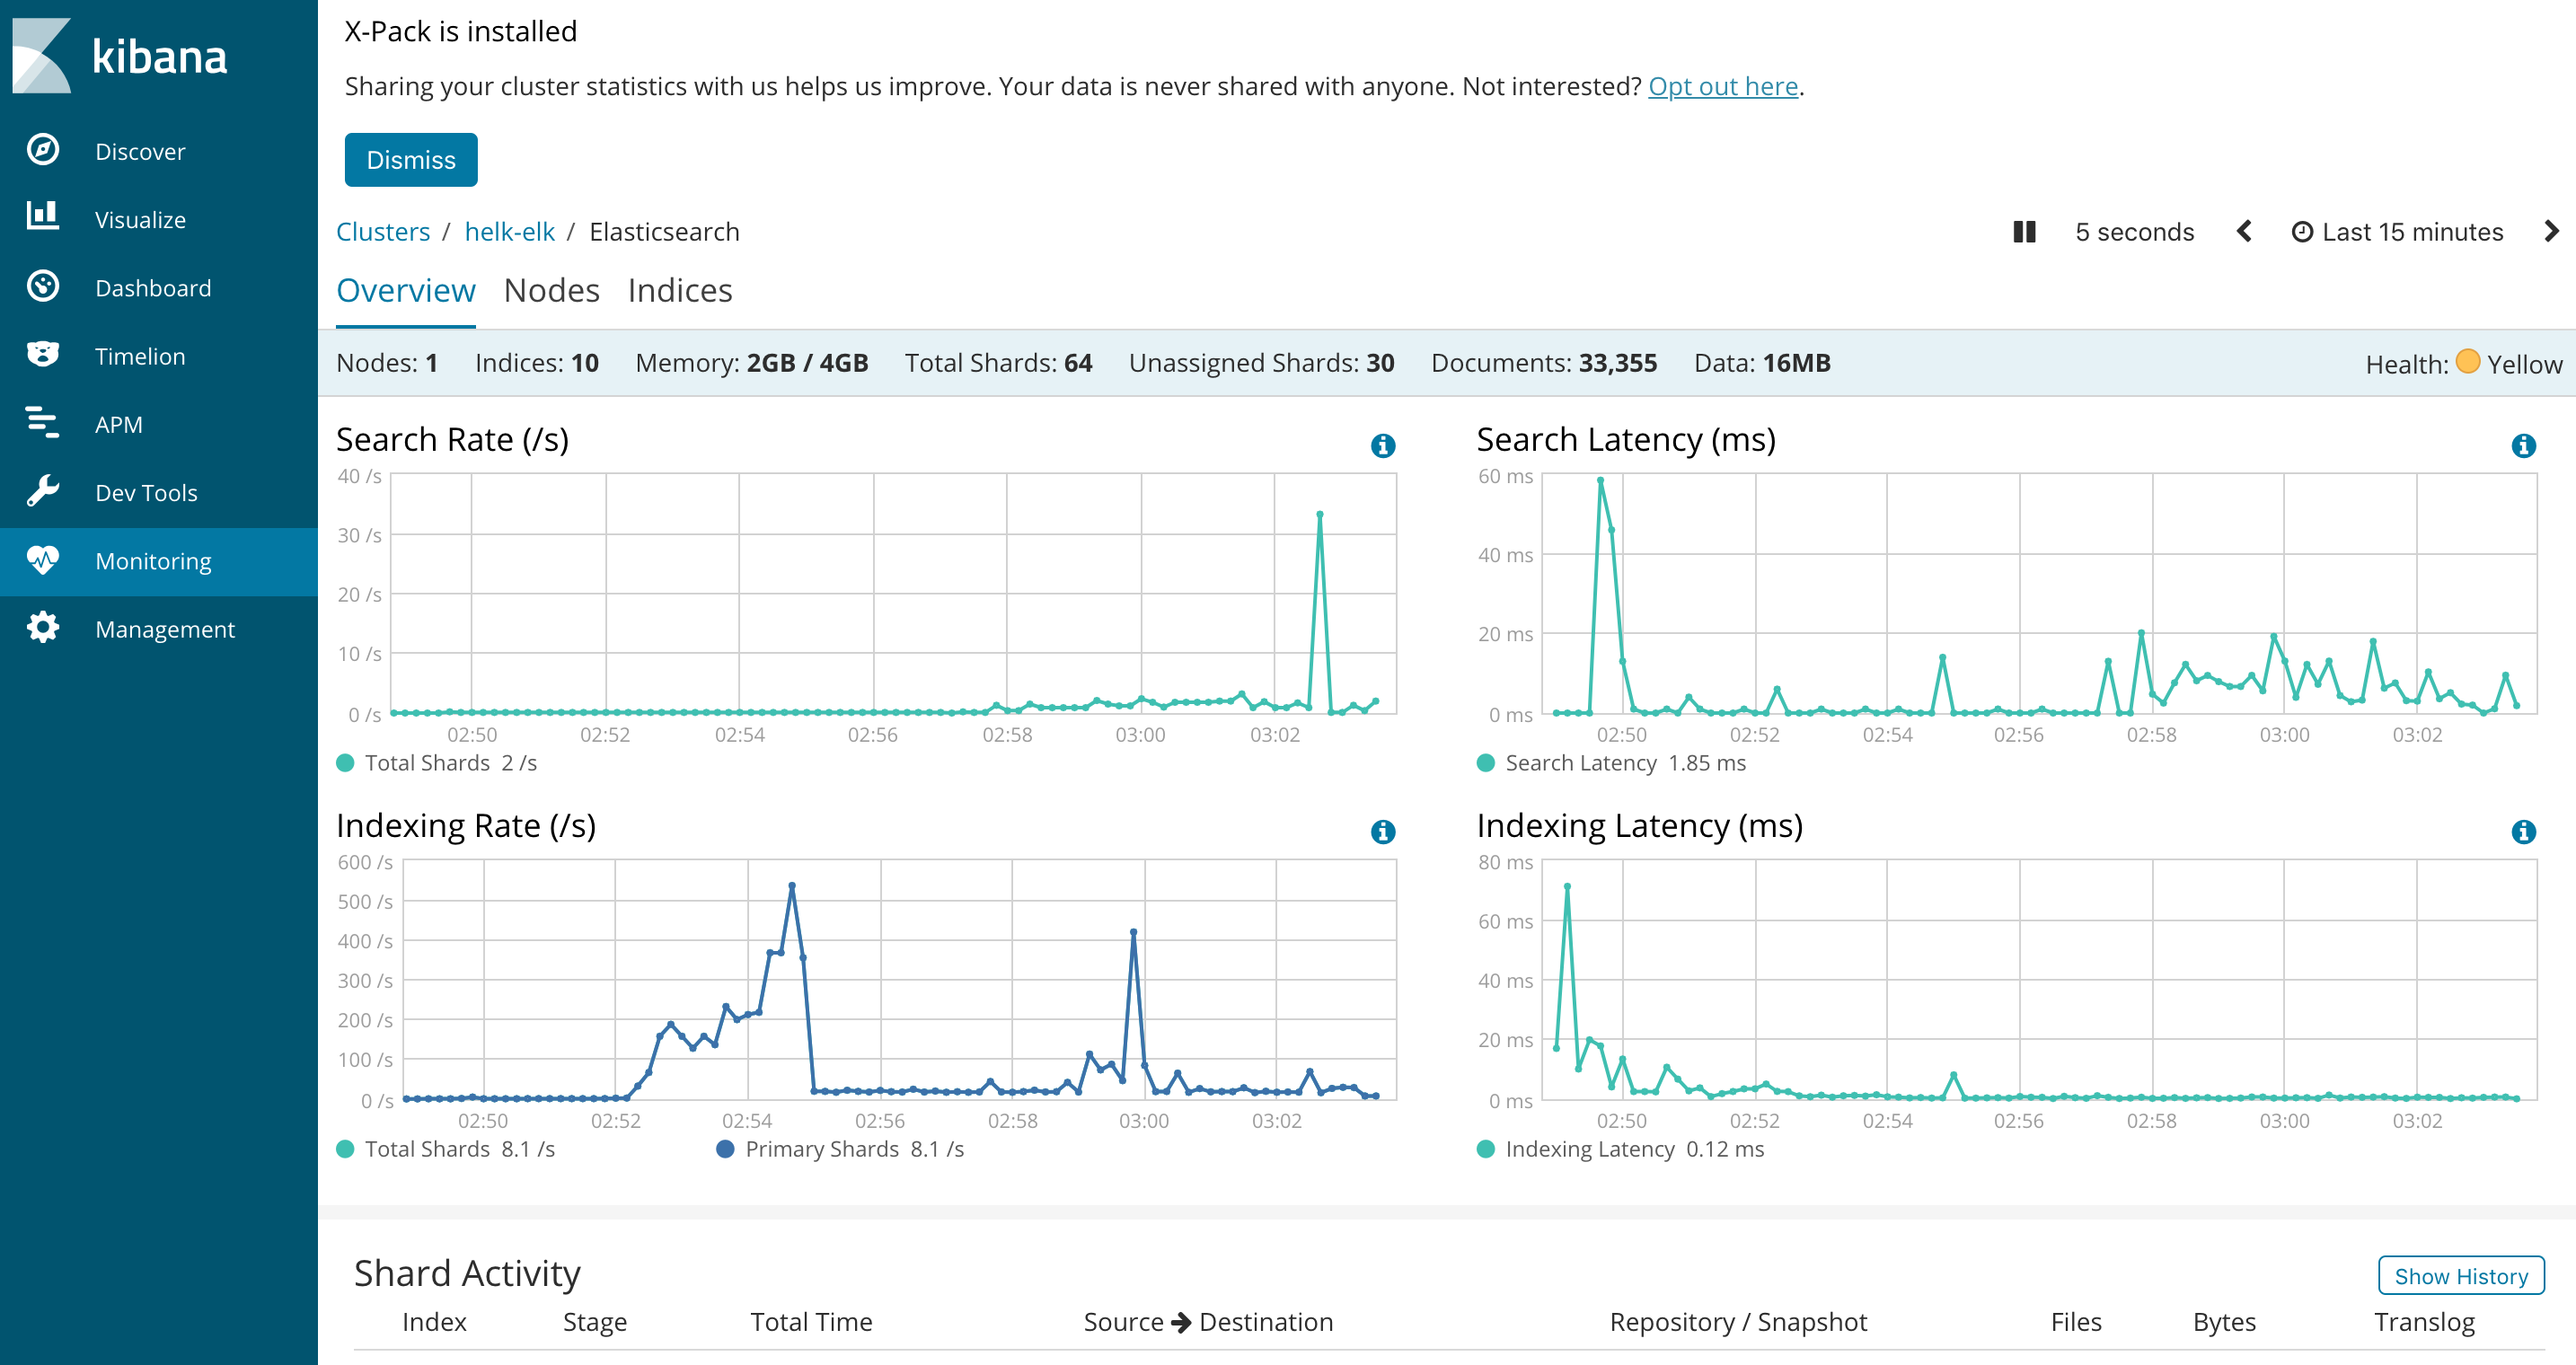 kibana
Discover
Visualize
Dashboard
Timelion
APM
Dev Tools
Monitoring
Management
X-Pack is installed
Sharing your cluster statistics with us helps us improve. Your data is never shared with anyone. Not interested? Opt out here.
Dismiss
Clusters / helk-elk / Elasticsearch
5 seconds Last 15 minutes
Overview Nodes Indices
Nodes: 1 Indices: 10 Memory: 2GB / 4GB Total Shards: 64 Unassigned Shards: 30 Documents: 33,355 Data: 16MB Health: Yellow
Search Rate (/s)
40 /s
30 /s
20 /s
10 /s
0 /s
02:50 02:52 02:54 02:56 02:58 03:00 03:02
Total Shards 2 /s
Search Latency (ms)
60 ms
40 ms
20 ms
0 ms
02:50 02:52 02:54 02:56 02:58 03:00 03:02
Search Latency 1.85 ms
Indexing Rate (/s)
600 /s
500 /s
400 /s
300 /s
200 /s
100 /s
0 /s
02:50 02:52 02:54 02:56 02:58 03:00 03:02
Total Shards 8.1 /s Primary Shards 8.1 /s
Indexing Latency (ms)
80 ms
60 ms
40 ms
20 ms
0 ms
02:50 02:52 02:54 02:56 02:58 03:00 03:02
Indexing Latency 0.12 ms
Shard Activity
Show History
Index Stage Total Time Source → Destination Repository / Snapshot Files Bytes Translog